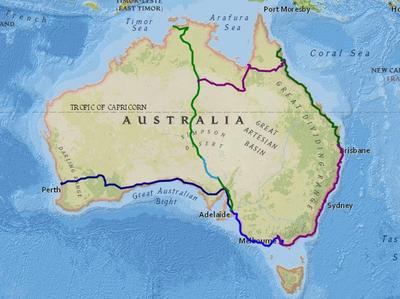 TIMOR-LESTE
(EAST TIMOR)
Timor
Sea
Arafura
Sea
Port Moresby
Coral Sea
French
NEW CA
TROPIC OF CAPRICORN
AUSTRALIA
SIMPSON
DESERT
GREAT
ARTESIAN
BASIN
GREAT DIVIDING RANGE
DARLING RANGE
Brisbane
Perth
Great Australian
Bight
Adelaide
Sydney
Melbourne
Tas